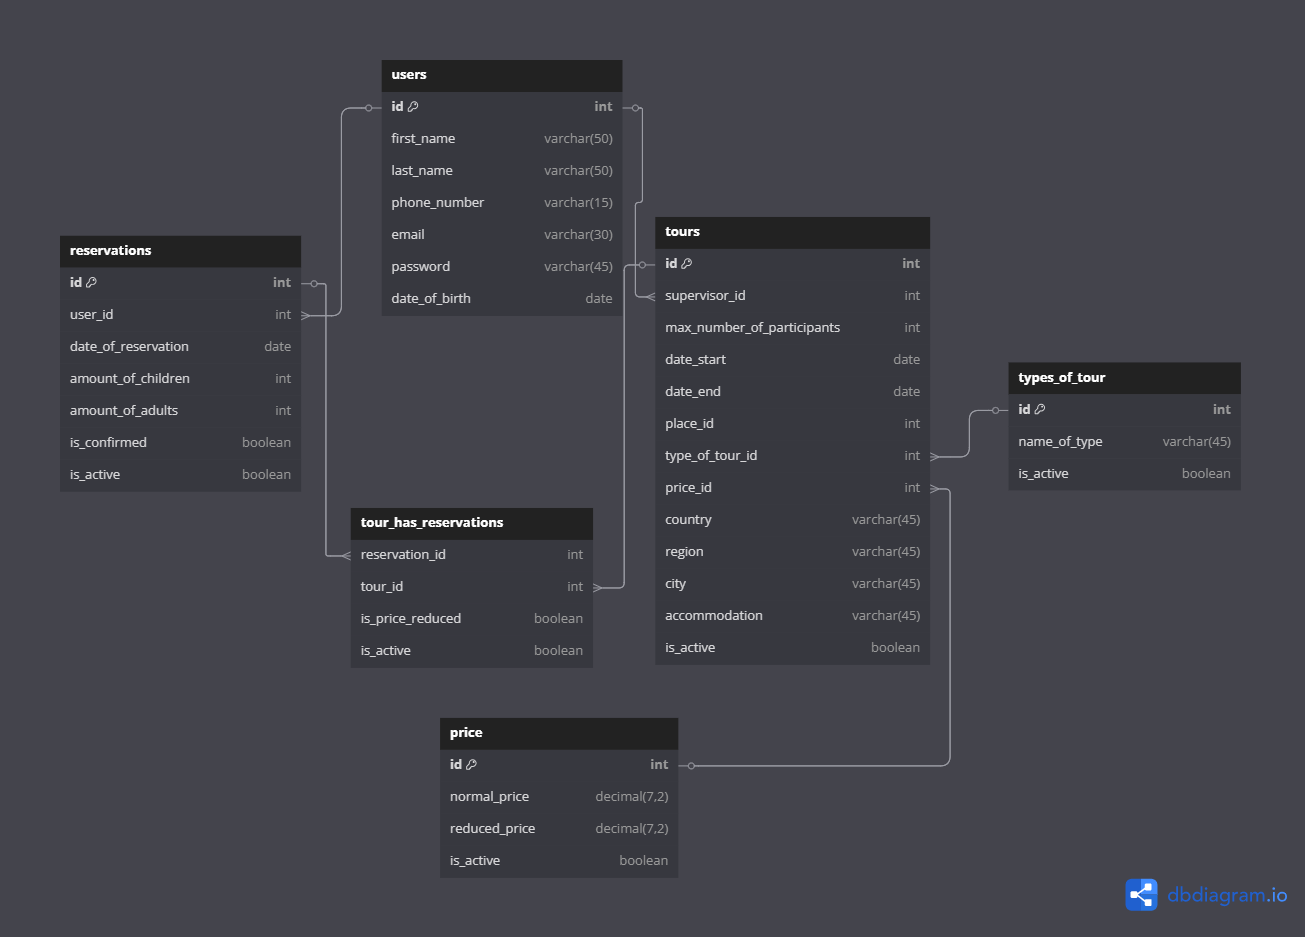 users
id int
first_name varchar(50)
last_name varchar(50)
phone_number varchar(15)
email varchar(30)
password varchar(45)
date_of_birth date
reservations
id int
user_id int
date_of_reservation date
amount_of_children int
amount_of_adults int
is_confirmed boolean
is_active boolean
tours
id int
supervisor_id int
max_number_of_participants int
date_start date
date_end date
place_id int
type_of_tour_id int
price_id int
country varchar(45)
region varchar(45)
city varchar(45)
accommodation varchar(45)
is_active boolean
types_of_tour
id int
name_of_type varchar(45)
is_active boolean
tour_has_reservations
reservation_id int
tour_id int
is_price_reduced boolean
is_active boolean
price
id int
normal_price decimal(7,2)
reduced_price decimal(7,2)
is_active boolean
dbdiagram.io